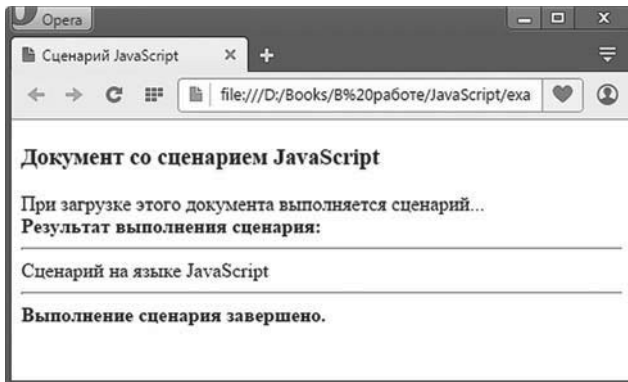 Opera
Сценарий JavaScript
file:///D:/Books/В%20работе/JavaScript/exa
Документ со сценарием JavaScript
При загрузке этого документа выполняется сценарий...
Результат выполнения сценария:
Сценарий на языке JavaScript
Выполнение сценария завершено.